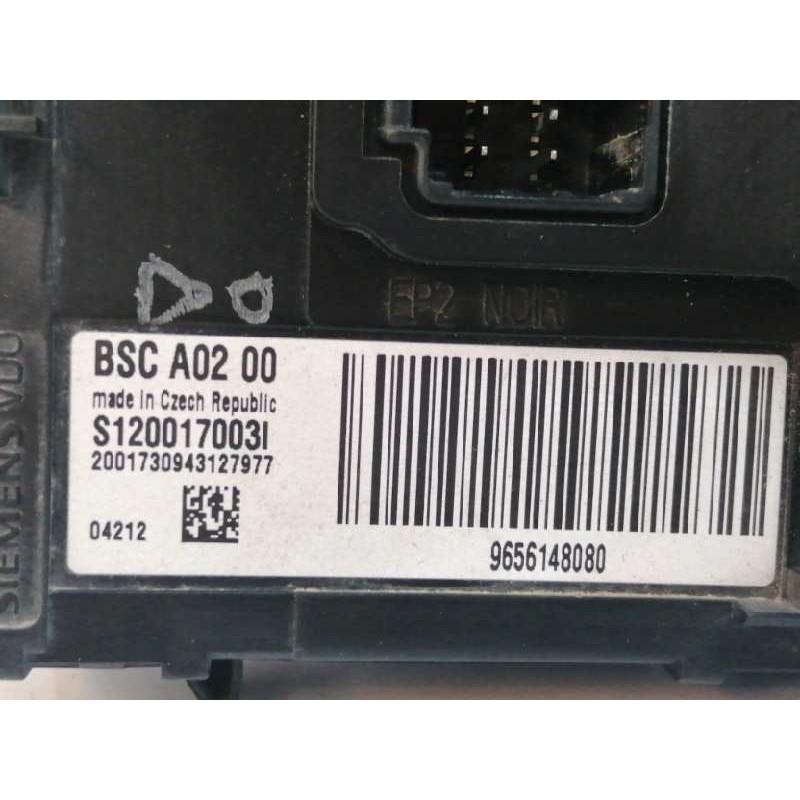 EP2 NOIR
BSC A02 00
made in Czech Republic
S120017003I
2001730943127977
04212
9656148080
SIEMENS VDO